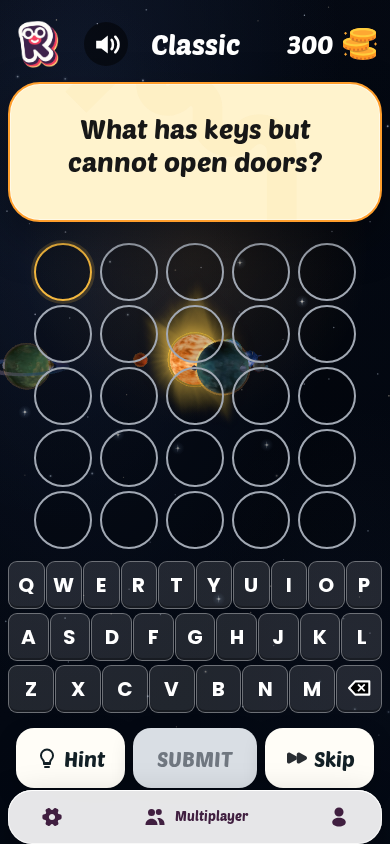 R
Classic
300
What has keys but
cannot open doors?
Q W E R T Y U I O P
A S D F G H J K L
Z X C V B N M
Hint
SUBMIT
Skip
Multiplayer